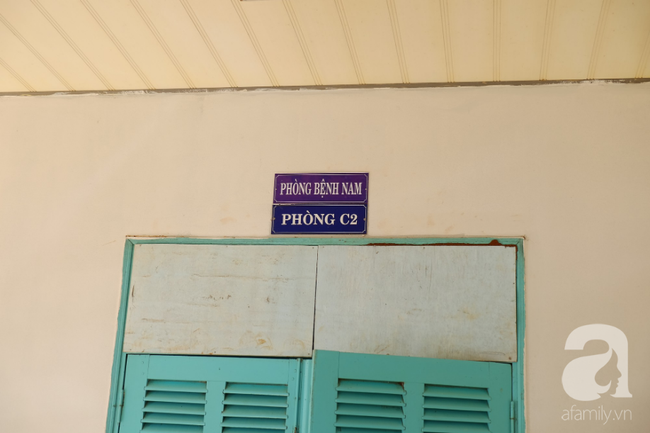 PHÒNG BỆNH NAM
PHÒNG C2
a
afamily.vn